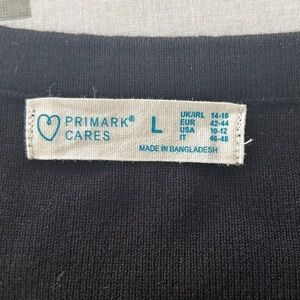 PRIMARK®
CARES
L
UK/IRL 14-16
EUR 42-44
USA 10-12
IT 46-48
MADE IN BANGLADESH